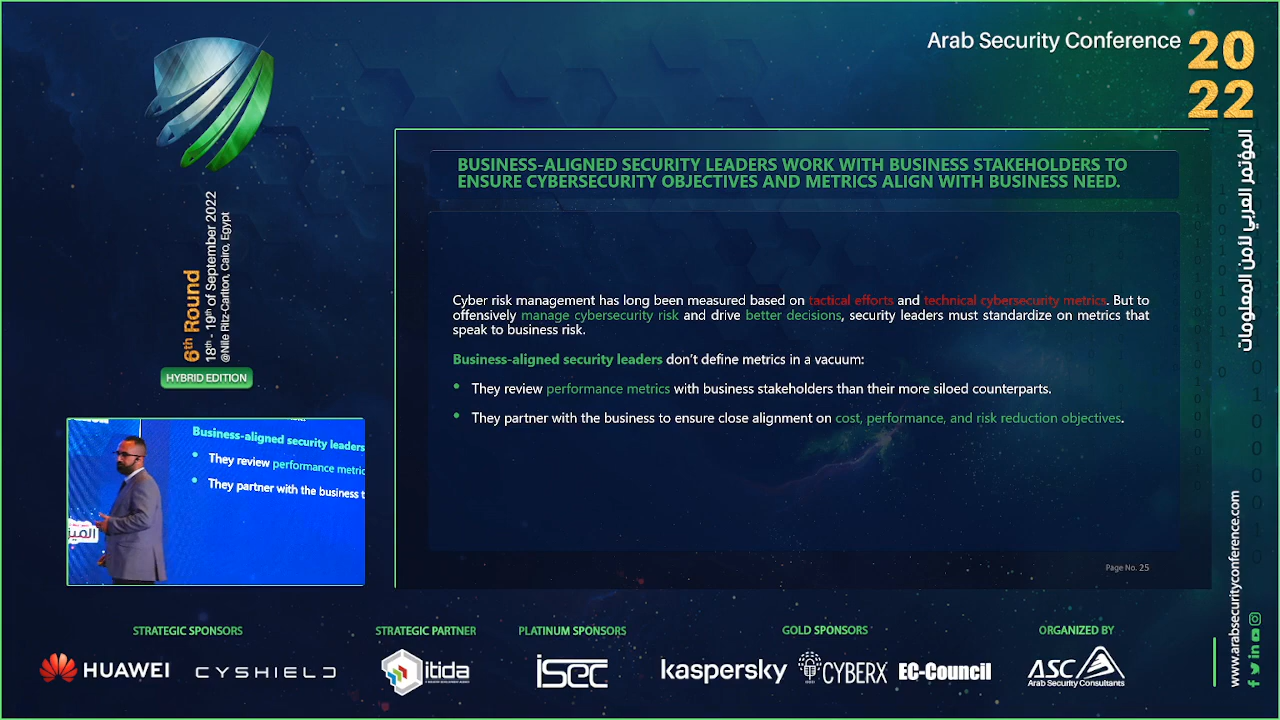 Arab Security Conference
20
22
المؤتمر العربي لأمن المعلومات
6th Round
18th - 19th of September 2022
@Nile Ritz-Carlton, Cairo, Egypt
HYBRID EDITION
BUSINESS-ALIGNED SECURITY LEADERS WORK WITH BUSINESS STAKEHOLDERS TO
ENSURE CYBERSECURITY OBJECTIVES AND METRICS ALIGN WITH BUSINESS NEED.
Cyber risk management has long been measured based on tactical efforts and technical cybersecurity metrics. But to
offensively manage cybersecurity risk and drive better decisions, security leaders must standardize on metrics that
speak to business risk.
Business-aligned security leaders don't define metrics in a vacuum:
• They review performance metrics with business stakeholders than their more siloed counterparts.
• They partner with the business to ensure close alignment on cost, performance, and risk reduction objectives.
Page No. 25
Business-aligned security leaders
• They review performance metric
• They partner with the business t
الميز
www.arabsecurityconference.com
STRATEGIC SPONSORS
HUAWEI
CYSHIELD
STRATEGIC PARTNER
itida
PLATINUM SPONSORS
isec
GOLD SPONSORS
kaspersky
CYBERX
EC-Council
ORGANIZED BY
ASC
Arab Security Consultants